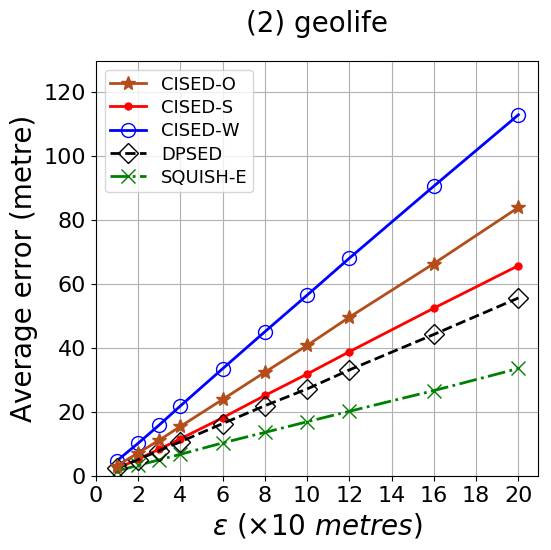 (2) geolife
Average error (metre)
120
100
80
60
40
20
0
CISED-O
CISED-S
CISED-W
DPSED
SQUISH-E
0 2 4 6 8 10 12 14 16 18 20
ε (×10 metres)